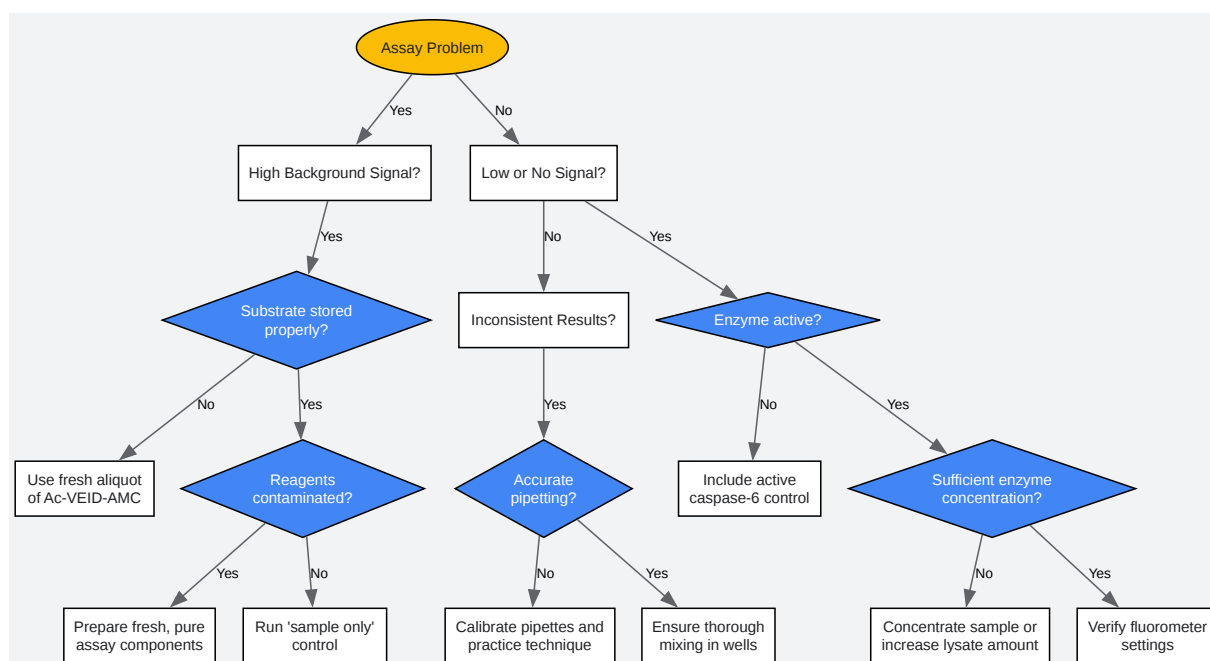 Assay Problem
Yes
No
High Background Signal?
Low or No Signal?
Yes
No
Yes
Substrate stored
properly?
Inconsistent Results?
Enzyme active?
No
Yes
Yes
No
Yes
Use fresh aliquot
of Ac-VEID-AMC
Reagents
contaminated?
Accurate
pipetting?
Include active
caspase-6 control
Sufficient enzyme
concentration?
Yes
No
No
Yes
No
Yes
Prepare fresh, pure
assay components
Run 'sample only'
control
Calibrate pipettes and
practice technique
Ensure thorough
mixing in wells
Concentrate sample or
increase lysate amount
Verify fluorometer
settings